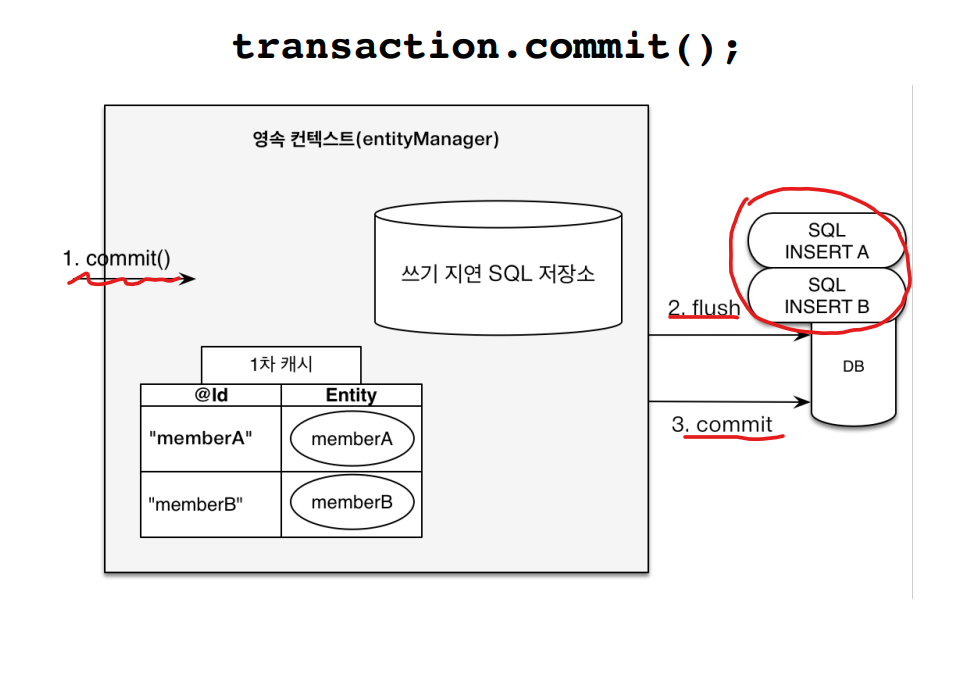 transaction.commit();
영속 컨텍스트(entityManager)
1. commit()
쓰기 지연 SQL 저장소
SQL
INSERT A
SQL
INSERT B
2. flush
DB
3. commit
1차 캐시
@Id Entity
"memberA" memberA
"memberB" memberB